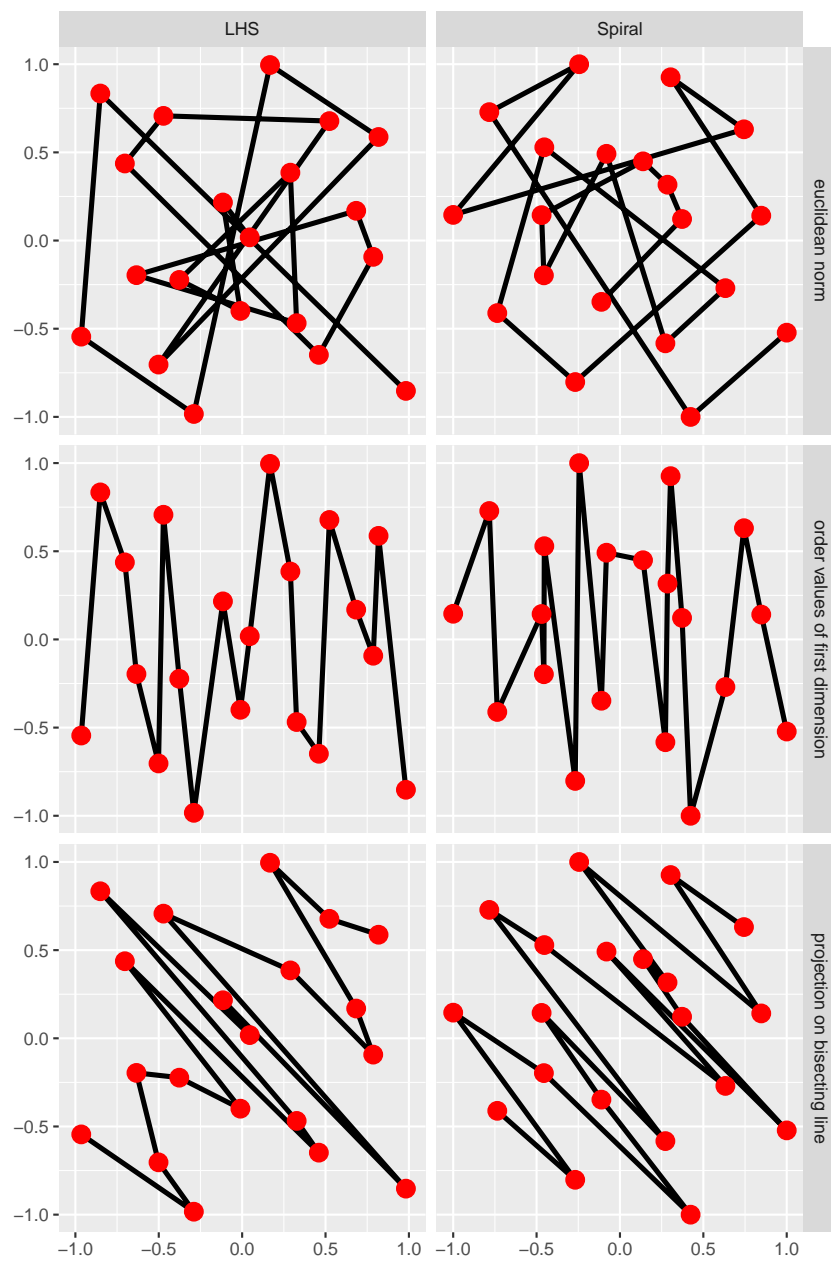 LHS
Spiral
1.0
0.5
0.0
−0.5
−1.0
euclidean norm
1.0
0.5
0.0
−0.5
−1.0
order values of first dimension
1.0
0.5
0.0
−0.5
−1.0
projection on bisecting line
−1.0 −0.5 0.0 0.5 1.0
−1.0 −0.5 0.0 0.5 1.0